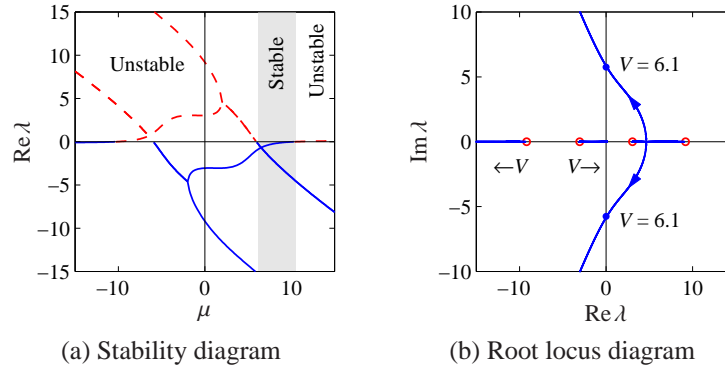 15
10
5
0
−5
−10
−15
−10
0
10
Re λ
μ
Unstable
Stable
Unstable
(a) Stability diagram
10
5
0
−5
−10
−10
0
10
Im λ
Re λ
V = 6.1
←V
V→
V = 6.1
(b) Root locus diagram